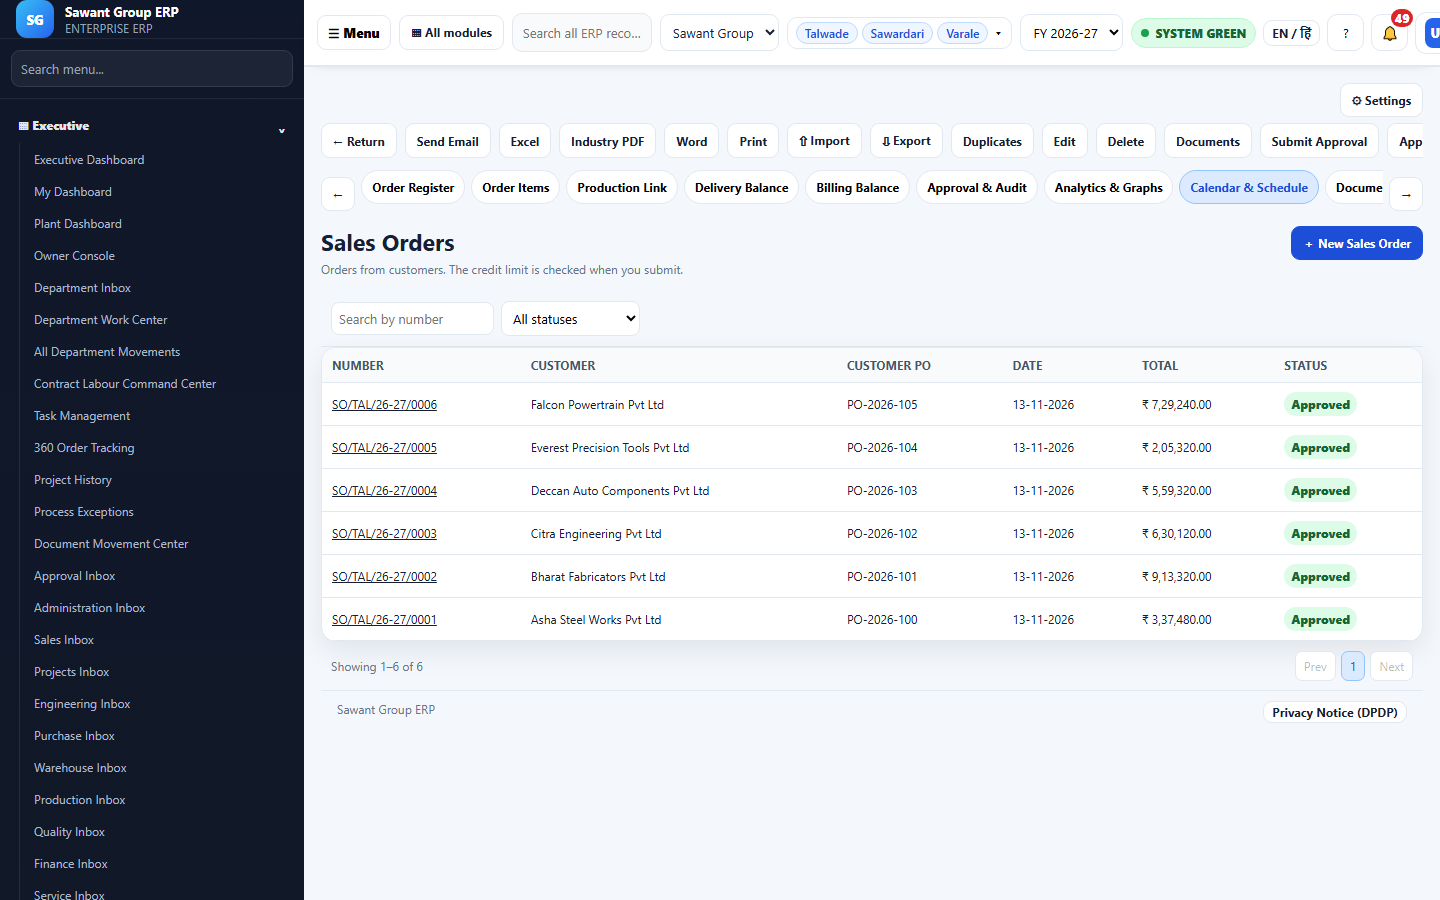 SG
Sawant Group ERP
ENTERPRISE ERP
Search menu...
Executive
Executive Dashboard
My Dashboard
Plant Dashboard
Owner Console
Department Inbox
Department Work Center
All Department Movements
Contract Labour Command Center
Task Management
360 Order Tracking
Project History
Process Exceptions
Document Movement Center
Approval Inbox
Administration Inbox
Sales Inbox
Projects Inbox
Engineering Inbox
Purchase Inbox
Warehouse Inbox
Production Inbox
Quality Inbox
Finance Inbox
Service Inbox
☰ Menu
All modules
Search all ERP reco...
Sawant Group
Talwade
Sawardari
Varale
FY 2026-27
SYSTEM GREEN
EN / हिं
?
49
U
⚙ Settings
← Return
Send Email
Excel
Industry PDF
Word
Print
⇧ Import
⇩ Export
Duplicates
Edit
Delete
Documents
Submit Approval
App
←
Order Register
Order Items
Production Link
Delivery Balance
Billing Balance
Approval & Audit
Analytics & Graphs
Calendar & Schedule
Docume
→
Sales Orders
+ New Sales Order
Orders from customers. The credit limit is checked when you submit.
Search by number
All statuses
NUMBER CUSTOMER CUSTOMER PO DATE TOTAL STATUS
SO/TAL/26-27/0006 Falcon Powertrain Pvt Ltd PO-2026-105 13-11-2026 ₹ 7,29,240.00 Approved
SO/TAL/26-27/0005 Everest Precision Tools Pvt Ltd PO-2026-104 13-11-2026 ₹ 2,05,320.00 Approved
SO/TAL/26-27/0004 Deccan Auto Components Pvt Ltd PO-2026-103 13-11-2026 ₹ 5,59,320.00 Approved
SO/TAL/26-27/0003 Citra Engineering Pvt Ltd PO-2026-102 13-11-2026 ₹ 6,30,120.00 Approved
SO/TAL/26-27/0002 Bharat Fabricators Pvt Ltd PO-2026-101 13-11-2026 ₹ 9,13,320.00 Approved
SO/TAL/26-27/0001 Asha Steel Works Pvt Ltd PO-2026-100 13-11-2026 ₹ 3,37,480.00 Approved
Showing 1–6 of 6
Prev 1 Next
Sawant Group ERP
Privacy Notice (DPDP)